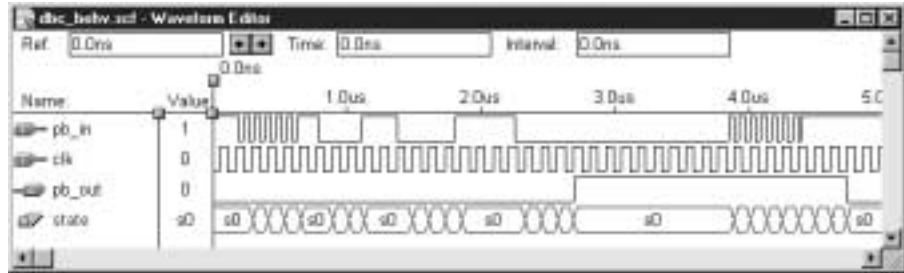 dbc_behv.scf - Waveform Editor
Ref: 0.0ns Time: 0.0ns Interval: 0.0ns
0.0ns
Name: Value: 1.0us 2.0us 3.0us 4.0us 5.0
pb_in 1
clk 0
pb_out 0
state s0 s0 s0 s0 s0 s0 s0